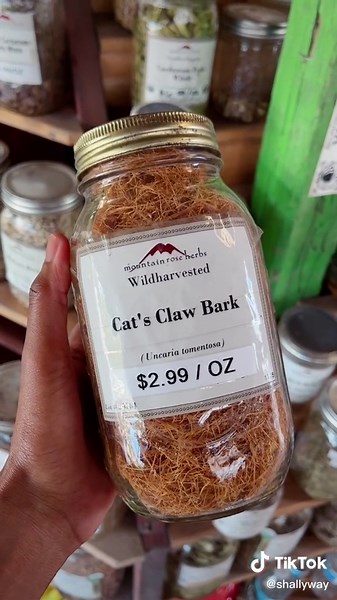 mountain rose herbs
Wildharvested
Cat's Claw Bark
(Uncaria tomentosa)
$2.99 / OZ
TikTok
@shallyway